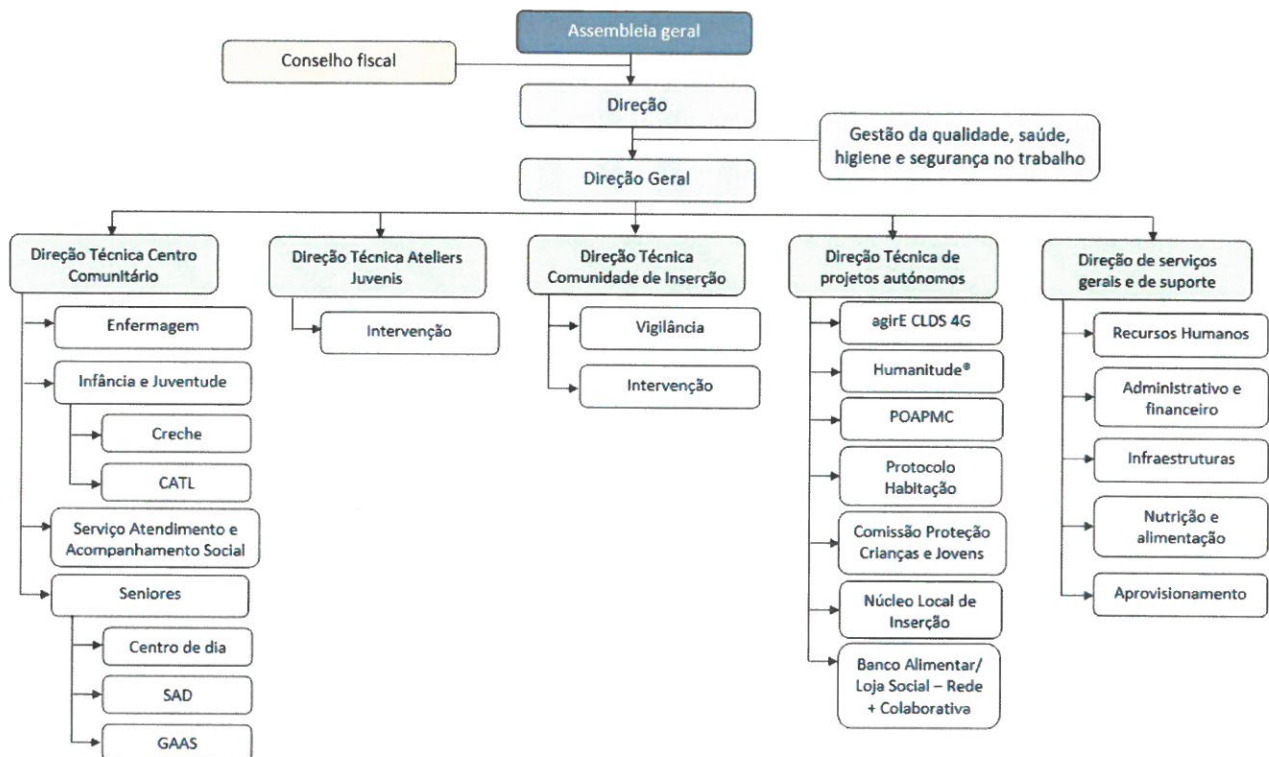 Assembleia geral
Conselho fiscal
Direção
Gestão da qualidade, saúde,
higiene e segurança no trabalho
Direção Geral
Direção Técnica Centro
Comunitário
Enfermagem
Infância e Juventude
Creche
CATL
Serviço Atendimento e
Acompanhamento Social
Seniores
Centro de dia
SAD
GAAS
Direção Técnica Ateliers
Juvenis
Intervenção
Direção Técnica
Comunidade de Inserção
Vigilância
Intervenção
Direção Técnica de
projetos autónomos
agirE CLDS 4G
Humanitude®
POAPMC
Protocolo
Habitação
Comissão Proteção
Crianças e Jovens
Núcleo Local de
Inserção
Banco Alimentar/
Loja Social – Rede
+ Colaborativa
Direção de serviços
gerais e de suporte
Recursos Humanos
Administrativo e
financeiro
Infraestruturas
Nutrição e
alimentação
Aprovisionamento